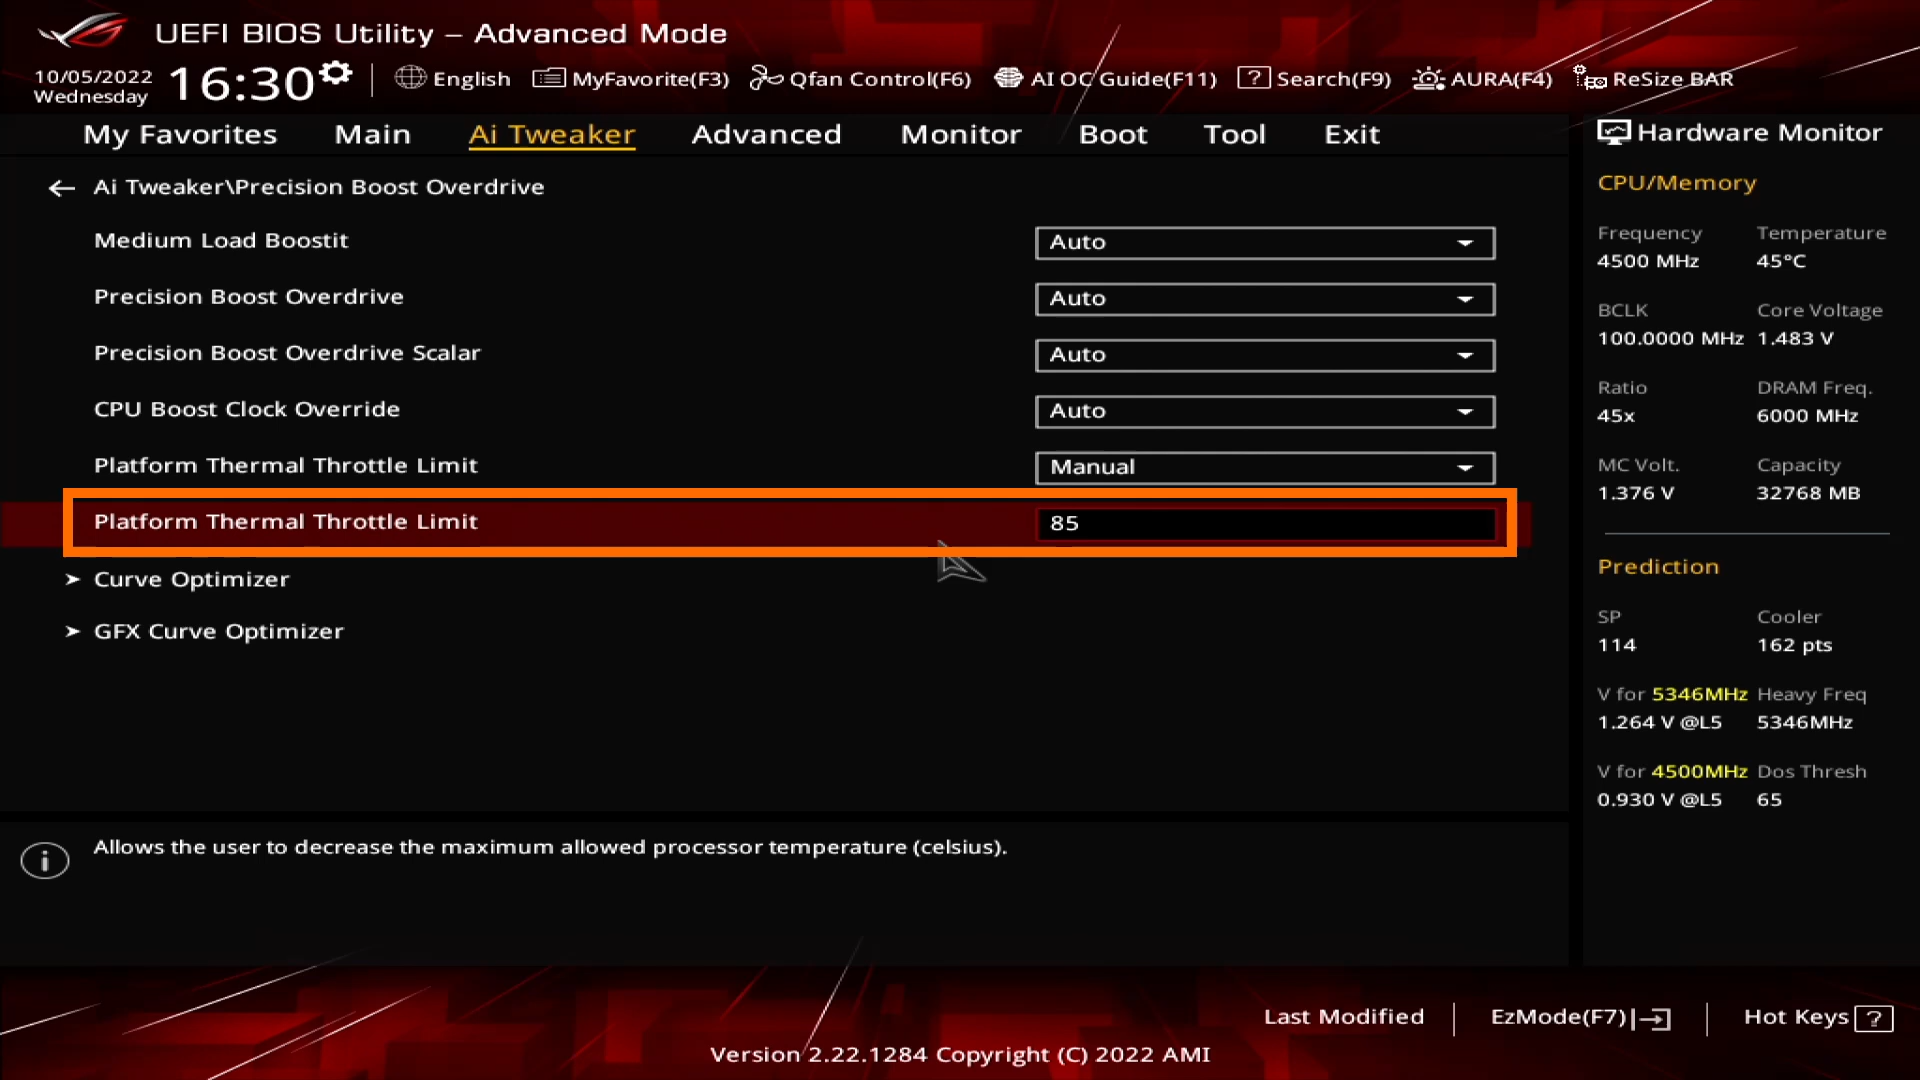 UEFI BIOS Utility – Advanced Mode
10/05/2022
Wednesday
16:30
English
MyFavorite(F3)
Qfan Control(F6)
AI OC Guide(F11)
Search(F9)
AURA(F4)
ReSize BAR
My Favorites
Main
Ai Tweaker
Advanced
Monitor
Boot
Tool
Exit
Ai Tweaker\Precision Boost Overdrive
Medium Load Boostit Auto
Precision Boost Overdrive Auto
Precision Boost Overdrive Scalar Auto
CPU Boost Clock Override Auto
Platform Thermal Throttle Limit Manual
Platform Thermal Throttle Limit 85
Curve Optimizer
GFX Curve Optimizer
Allows the user to decrease the maximum allowed processor temperature (celsius).
Hardware Monitor
CPU/Memory
Frequency Temperature
4500 MHz 45°C
BCLK Core Voltage
100.0000 MHz 1.483 V
Ratio DRAM Freq.
45x 6000 MHz
MC Volt. Capacity
1.376 V 32768 MB
Prediction
SP Cooler
114 162 pts
V for 5346MHz Heavy Freq
1.264 V @L5 5346MHz
V for 4500MHz Dos Thresh
0.930 V @L5 65
Last Modified
EzMode(F7)
Hot Keys ?
Version 2.22.1284 Copyright (C) 2022 AMI